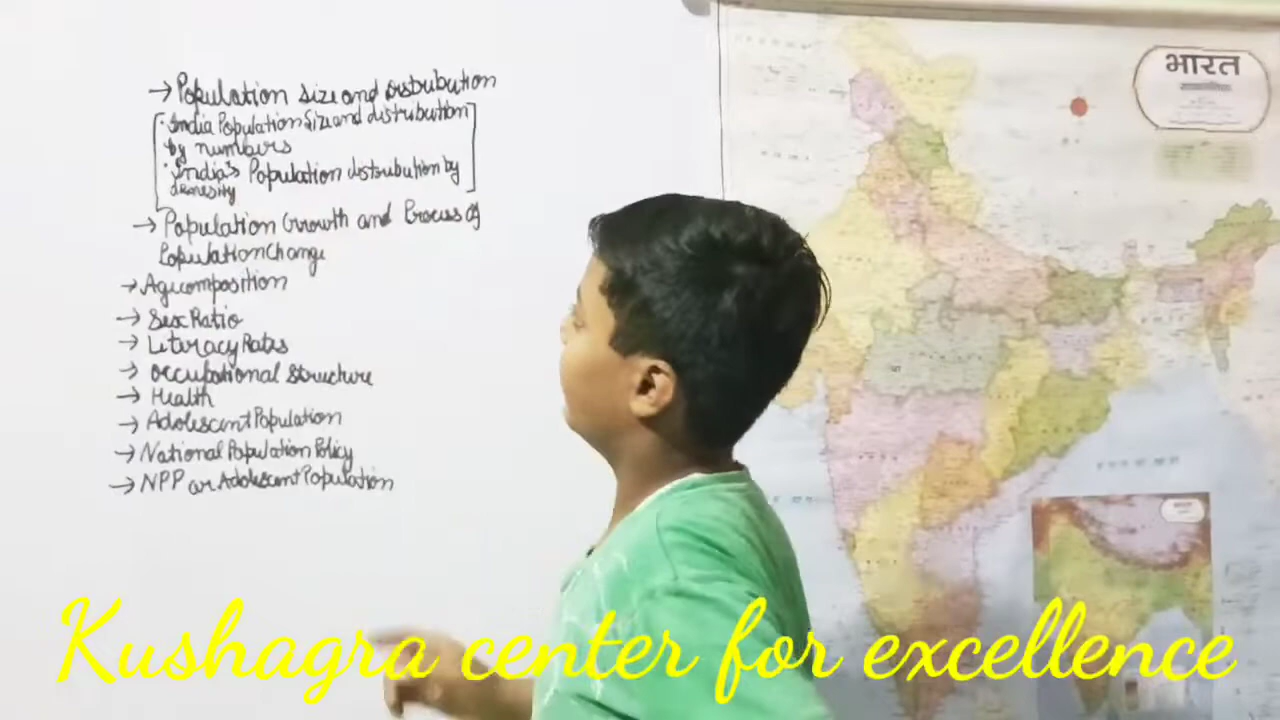 → Population size and distribution
· India Population Size and distribution
by numbers
· India's Population distribution by
denesity
→ Population Growth and Process of
Population Change
→ Age composition
→ Sex Ratio
→ Literacy Rates
→ occupational structure
→ Health
→ Adolescent Population
→ National Population Policy
→ NPP an Adolescent Population
भारत
Kushagra center for excellence